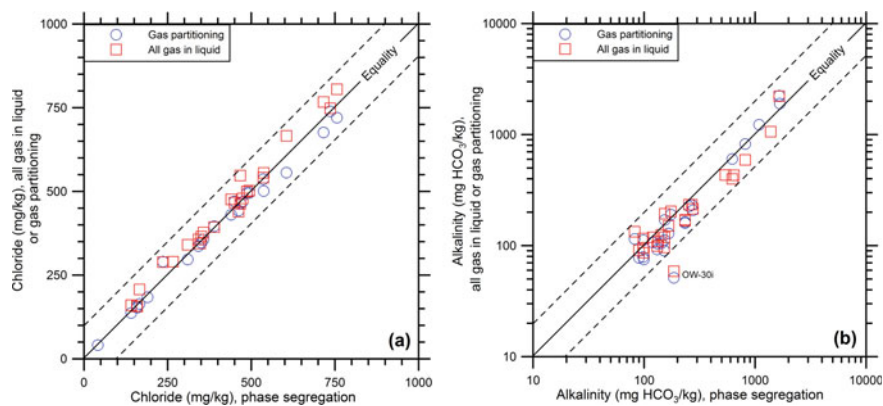 1000
750
500
250
0
0
250
500
750
1000
Chloride (mg/kg), all gas in liquid
or gas partitioning
Chloride (mg/kg), phase segregation
Gas partitioning
All gas in liquid
Equality
(a)
10000
1000
100
10
10
100
1000
10000
Alkalinity (mg HCO3/kg),
all gas in liquid or gas partitioning
Alkalinity (mg HCO3/kg), phase segregation
Gas partitioning
All gas in liquid
Equality
OW-30i
(b)